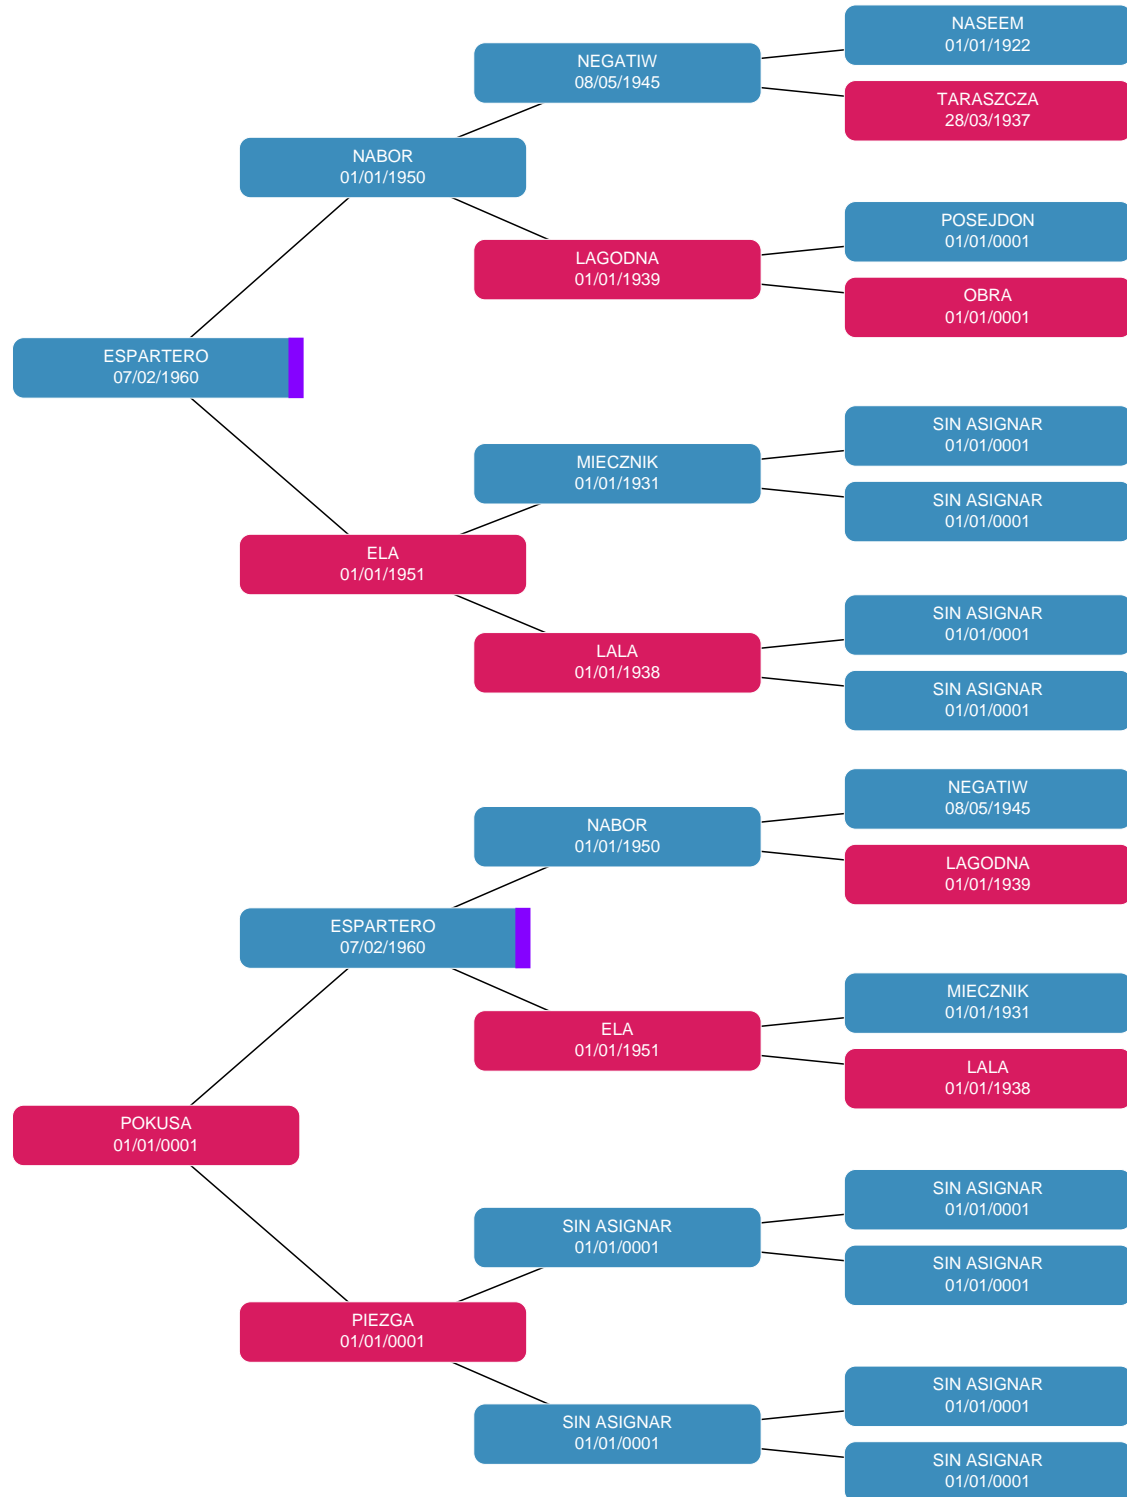 NASEEM
01/01/1922
NEGATIW
08/05/1945
TARASZCZA
28/03/1937
NABOR
01/01/1950
POSEJDON
01/01/0001
LAGODNA
01/01/1939
OBRA
01/01/0001
ESPARTERO
07/02/1960
SIN ASIGNAR
01/01/0001
MIECZNIK
01/01/1931
SIN ASIGNAR
01/01/0001
ELA
01/01/1951
SIN ASIGNAR
01/01/0001
LALA
01/01/1938
SIN ASIGNAR
01/01/0001
NEGATIW
08/05/1945
NABOR
01/01/1950
LAGODNA
01/01/1939
ESPARTERO
07/02/1960
MIECZNIK
01/01/1931
ELA
01/01/1951
LALA
01/01/1938
POKUSA
01/01/0001
SIN ASIGNAR
01/01/0001
SIN ASIGNAR
01/01/0001
SIN ASIGNAR
01/01/0001
PIEZGA
01/01/0001
SIN ASIGNAR
01/01/0001
SIN ASIGNAR
01/01/0001
SIN ASIGNAR
01/01/0001